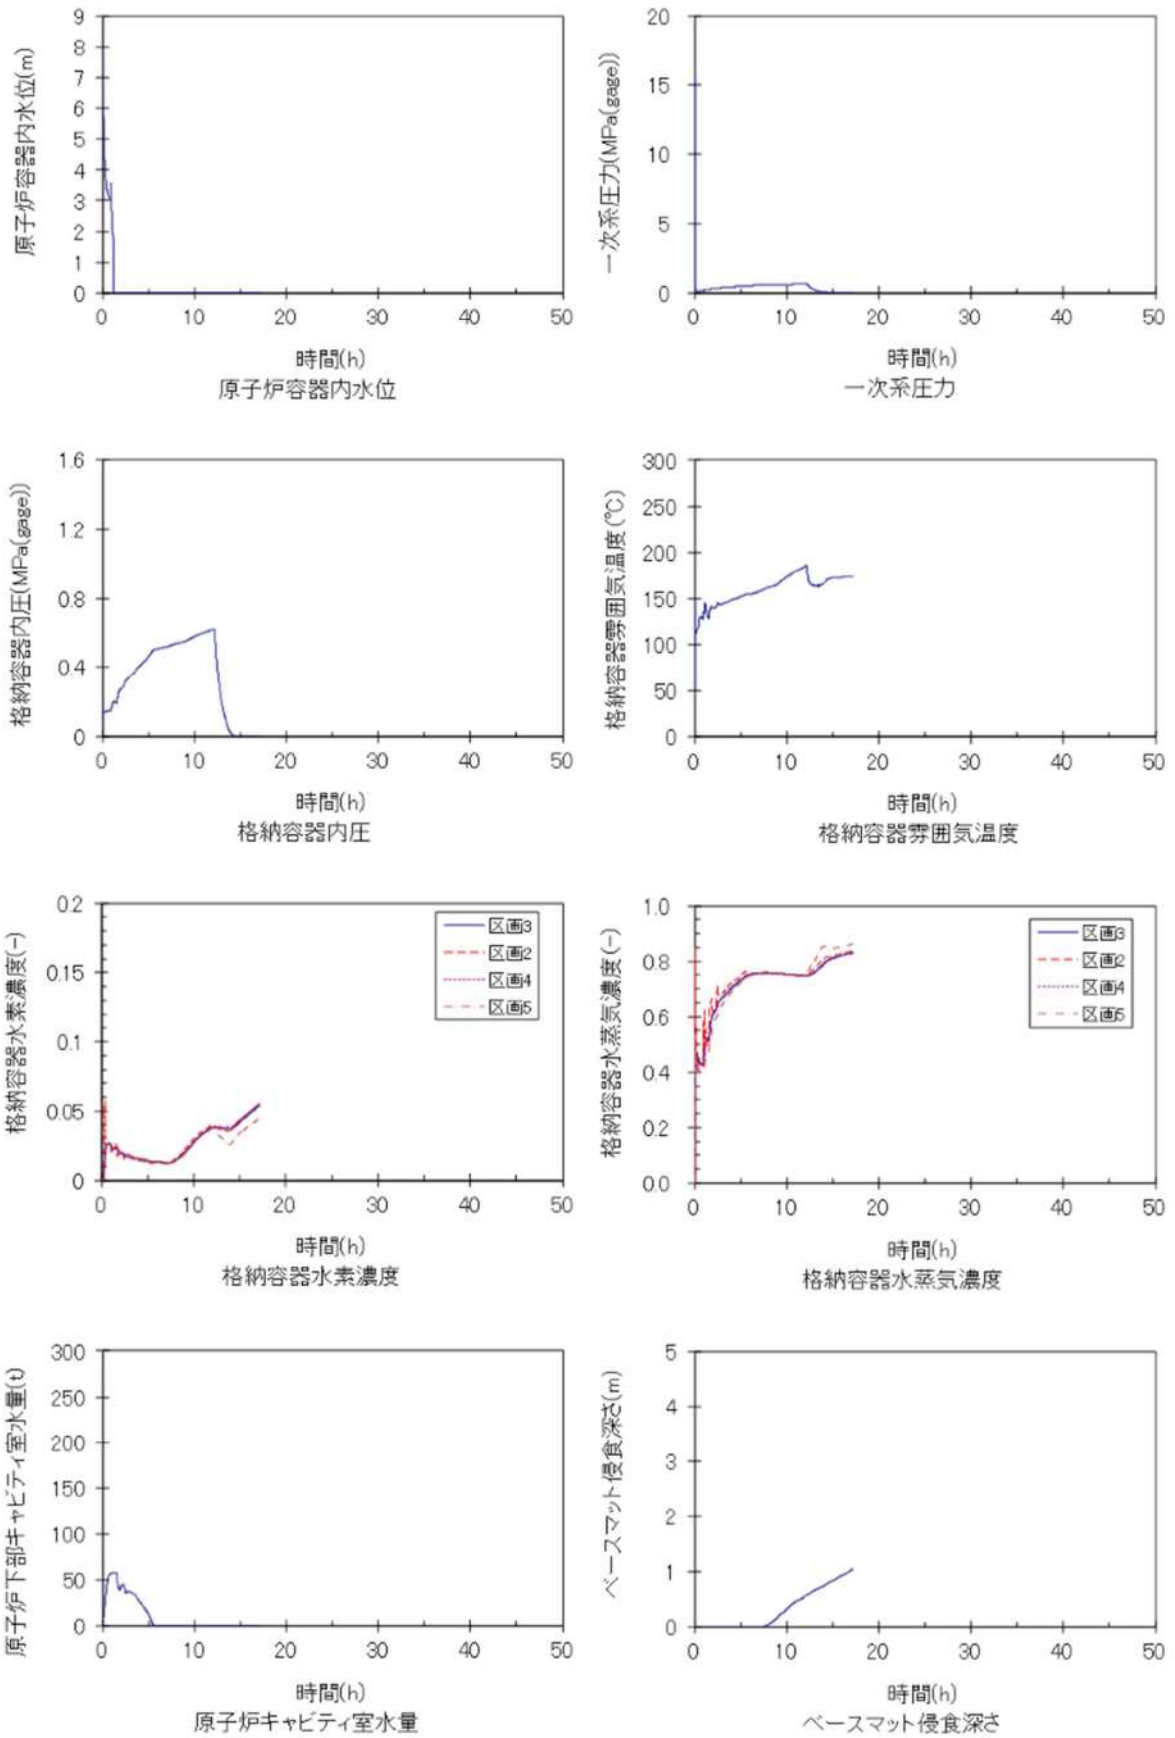 原子炉容器内水位(m)
9
8
7
6
5
4
3
2
1
0
0 10 20 30 40 50
時間(h)
原子炉容器内水位
一次系圧力(MPa(gage))
20
15
10
5
0
0 10 20 30 40 50
時間(h)
一次系圧力
格納容器内圧(MPa(gage))
1.6
1.2
0.8
0.4
0
0 10 20 30 40 50
時間(h)
格納容器内圧
格納容器雰囲気温度(℃)
300
250
200
150
100
50
0
0 10 20 30 40 50
時間(h)
格納容器雰囲気温度
格納容器水素濃度(-)
0.2
0.15
0.1
0.05
0
区画3
区画2
区画4
区画5
0 10 20 30 40 50
時間(h)
格納容器水素濃度
格納容器水蒸気濃度(-)
1.0
0.8
0.6
0.4
0.2
0.0
区画3
区画2
区画4
区画5
0 10 20 30 40 50
時間(h)
格納容器水蒸気濃度
原子炉下部キャビティ室水量(t)
300
250
200
150
100
50
0
0 10 20 30 40 50
時間(h)
原子炉キャビティ室水量
ベースマット侵食深さ(m)
5
4
3
2
1
0
0 10 20 30 40 50
時間(h)
ベースマット侵食深さ